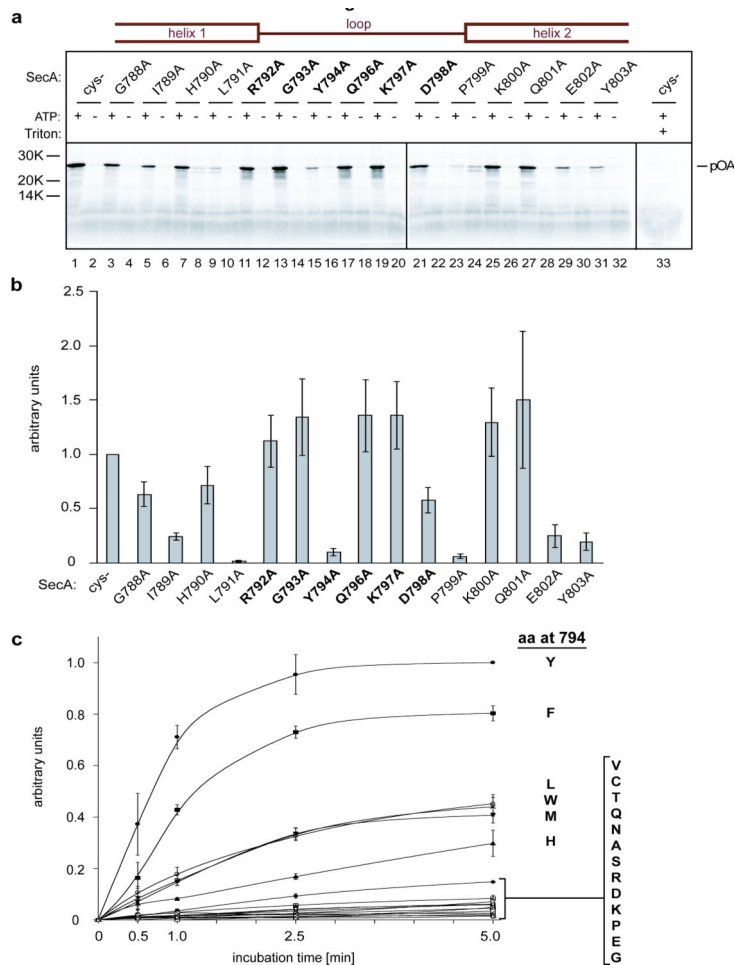 a
loop
helix 1
helix 2
SecA: cys- G788A I789A H790A L791A R792A G793A Y794A Q796A K797A D798A P799A K800A Q801A E802A Y803A cys-
ATP: + - + - + - + - + - + - + - + - + - + - + - + - + - + - + - + - +
Triton: +
30K
20K
14K
pOA
1 2 3 4 5 6 7 8 9 10 11 12 13 14 15 16 17 18 19 20 21 22 23 24 25 26 27 28 29 30 31 32 33
b
2.5
2.0
1.5
1.0
0.5
0
arbitrary units
SecA: cys- G788A I789A H790A L791A R792A G793A Y794A Q796A K797A D798A P799A K800A Q801A E802A Y803A
c
aa at 794
1.0
0.8
0.6
0.4
0.2
0
arbitrary units
Y
F
L
W
M
H
V
C
T
Q
N
A
S
R
D
K
P
E
G
0 0.5 1.0 2.5 5.0
incubation time [min]